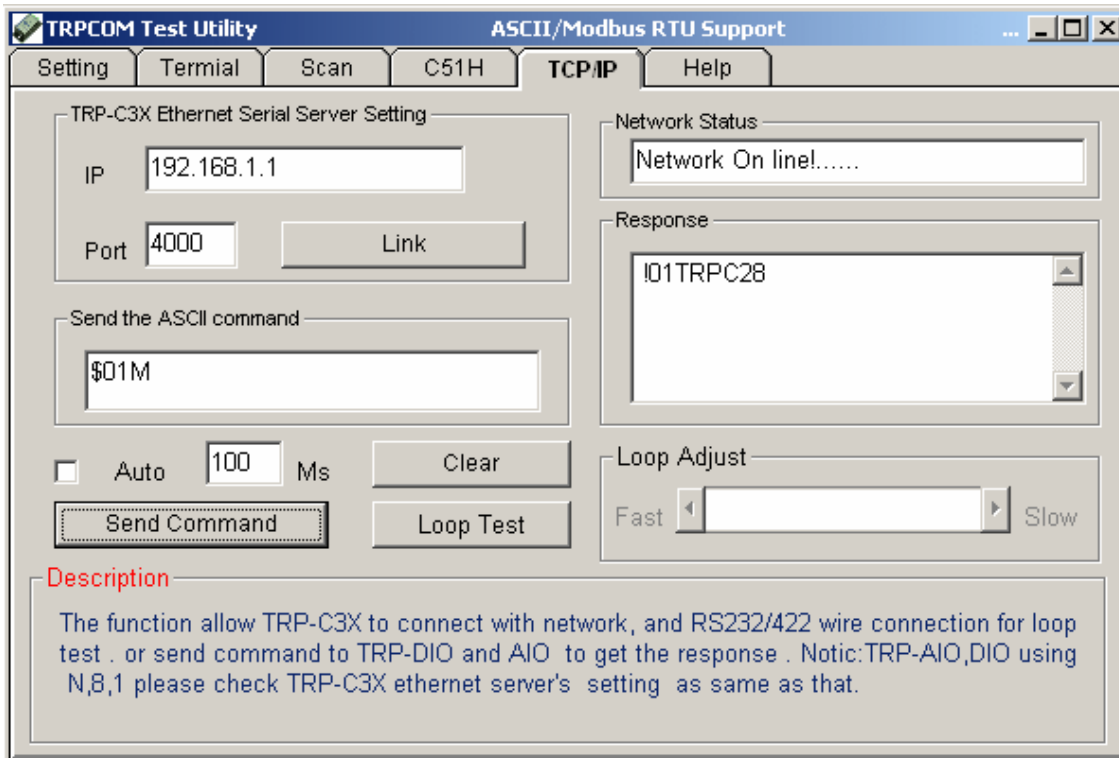 TRPCOM Test Utility ASCII/Modbus RTU Support ...
Setting Termial Scan C51H TCP/IP Help
TRP-C3X Ethernet Serial Server Setting
IP 192.168.1.1
Port 4000 Link
Network Status
Network On line!......
Response
!01TRPC28
Send the ASCII command
$01M
Auto 100 Ms Clear
Send Command Loop Test
Loop Adjust
Fast Slow
Description
The function allow TRP-C3X to connect with network, and RS232/422 wire connection for loop
test . or send command to TRP-DIO and AIO to get the response . Notic:TRP-AIO,DIO using
N,8,1 please check TRP-C3X ethernet server's setting as same as that.